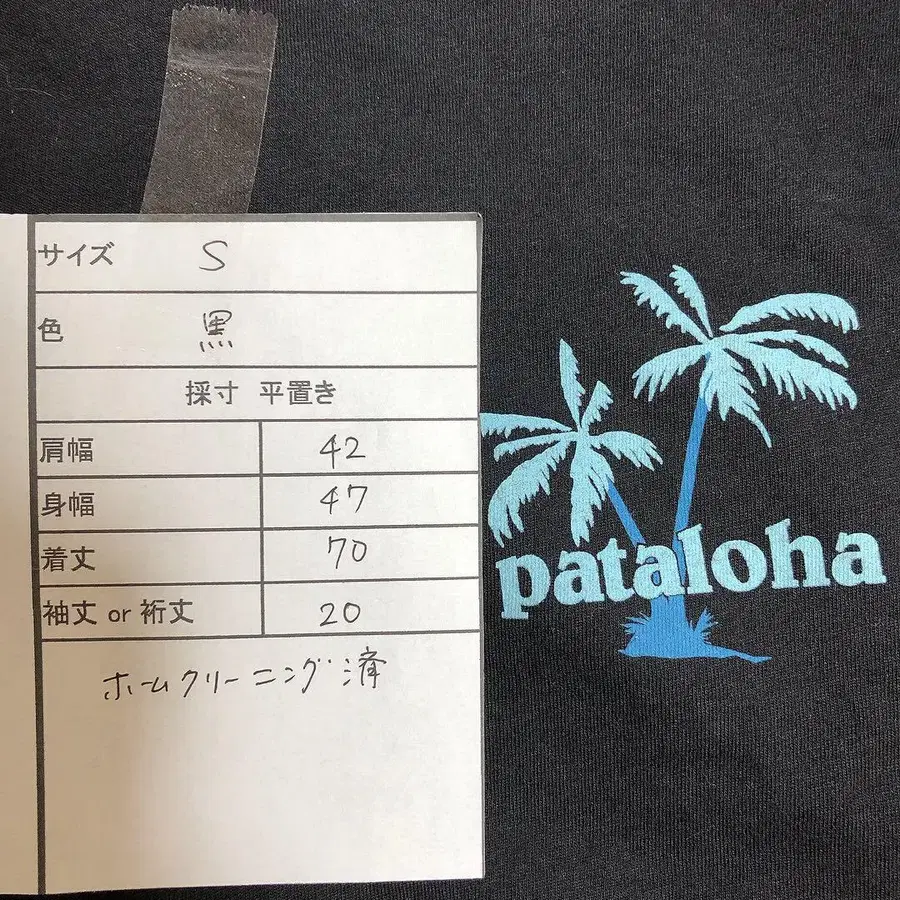 サイズ S
色 黒
採寸 平置き
肩幅 42
身幅 47
着丈 70
袖丈 or 裄丈 20
ホームクリーニング済
pataloha